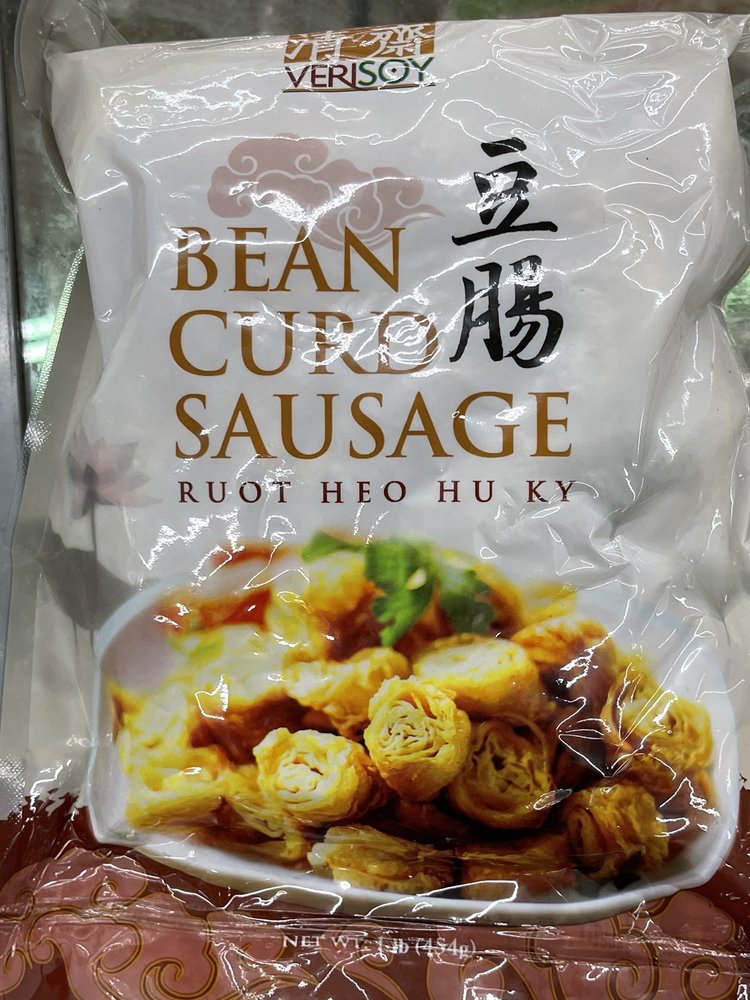 清齋
VERISOY
豆腸
BEAN
CURD
SAUSAGE
RUOT HEO HU KY
NET WT. 1 lb (454g)